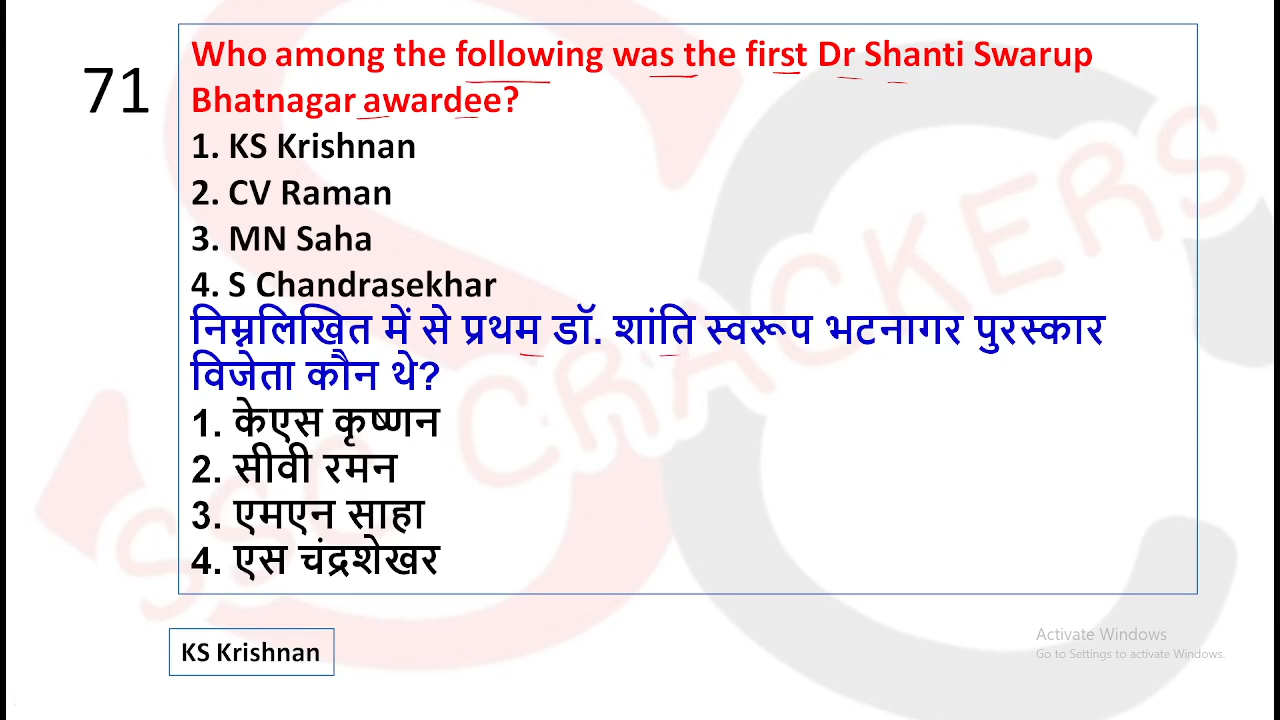 71
Who among the following was the first Dr Shanti Swarup
Bhatnagar awardee?
1. KS Krishnan
2. CV Raman
3. MN Saha
4. S Chandrasekhar
निम्नलिखित में से प्रथम डॉ. शांति स्वरूप भटनागर पुरस्कार
विजेता कौन थे?
1. केएस कृष्णन
2. सीवी रमन
3. एमएन साहा
4. एस चंद्रशेखर
KS Krishnan
SSC CRACKERS
Activate Windows
Go to Settings to activate Windows.